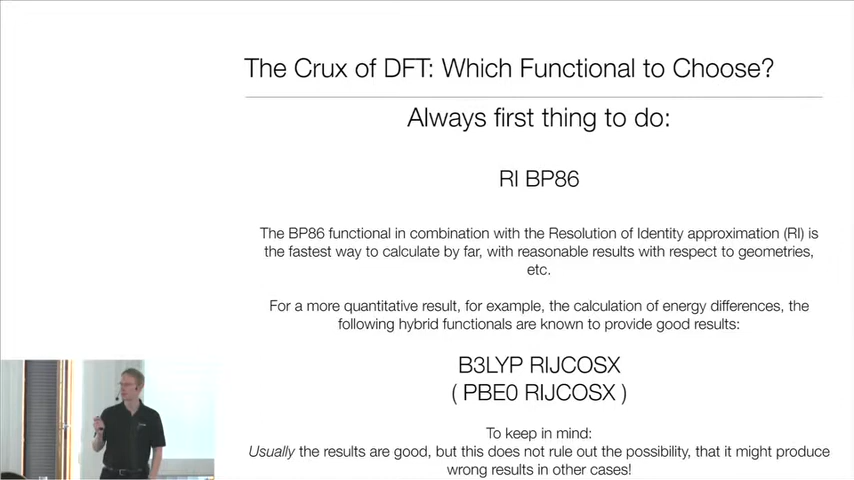 The Crux of DFT: Which Functional to Choose?
Always first thing to do:
RI BP86
The BP86 functional in combination with the Resolution of Identity approximation (RI) is
the fastest way to calculate by far, with reasonable results with respect to geometries,
etc.
For a more quantitative result, for example, the calculation of energy differences, the
following hybrid functionals are known to provide good results:
B3LYP RIJCOSX
( PBE0 RIJCOSX )
To keep in mind:
Usually the results are good, but this does not rule out the possibility, that it might produce
wrong results in other cases!